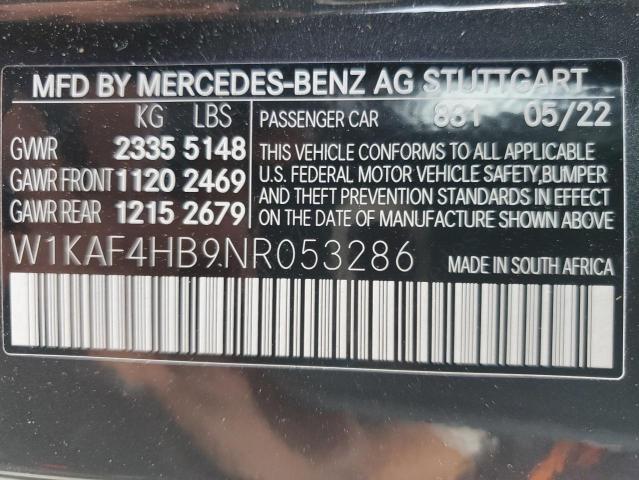 MFD BY MERCEDES-BENZ AG STUTTGART
KG LBS
PASSENGER CAR 831 05/22
GVWR 2335 5148
GAWR FRONT 1120 2469
GAWR REAR 1215 2679
THIS VEHICLE CONFORMS TO ALL APPLICABLE
U.S. FEDERAL MOTOR VEHICLE SAFETY, BUMPER
AND THEFT PREVENTION STANDARDS IN EFFECT
ON THE DATE OF MANUFACTURE SHOWN ABOVE
W1KAF4HB9NR053286
MADE IN SOUTH AFRICA